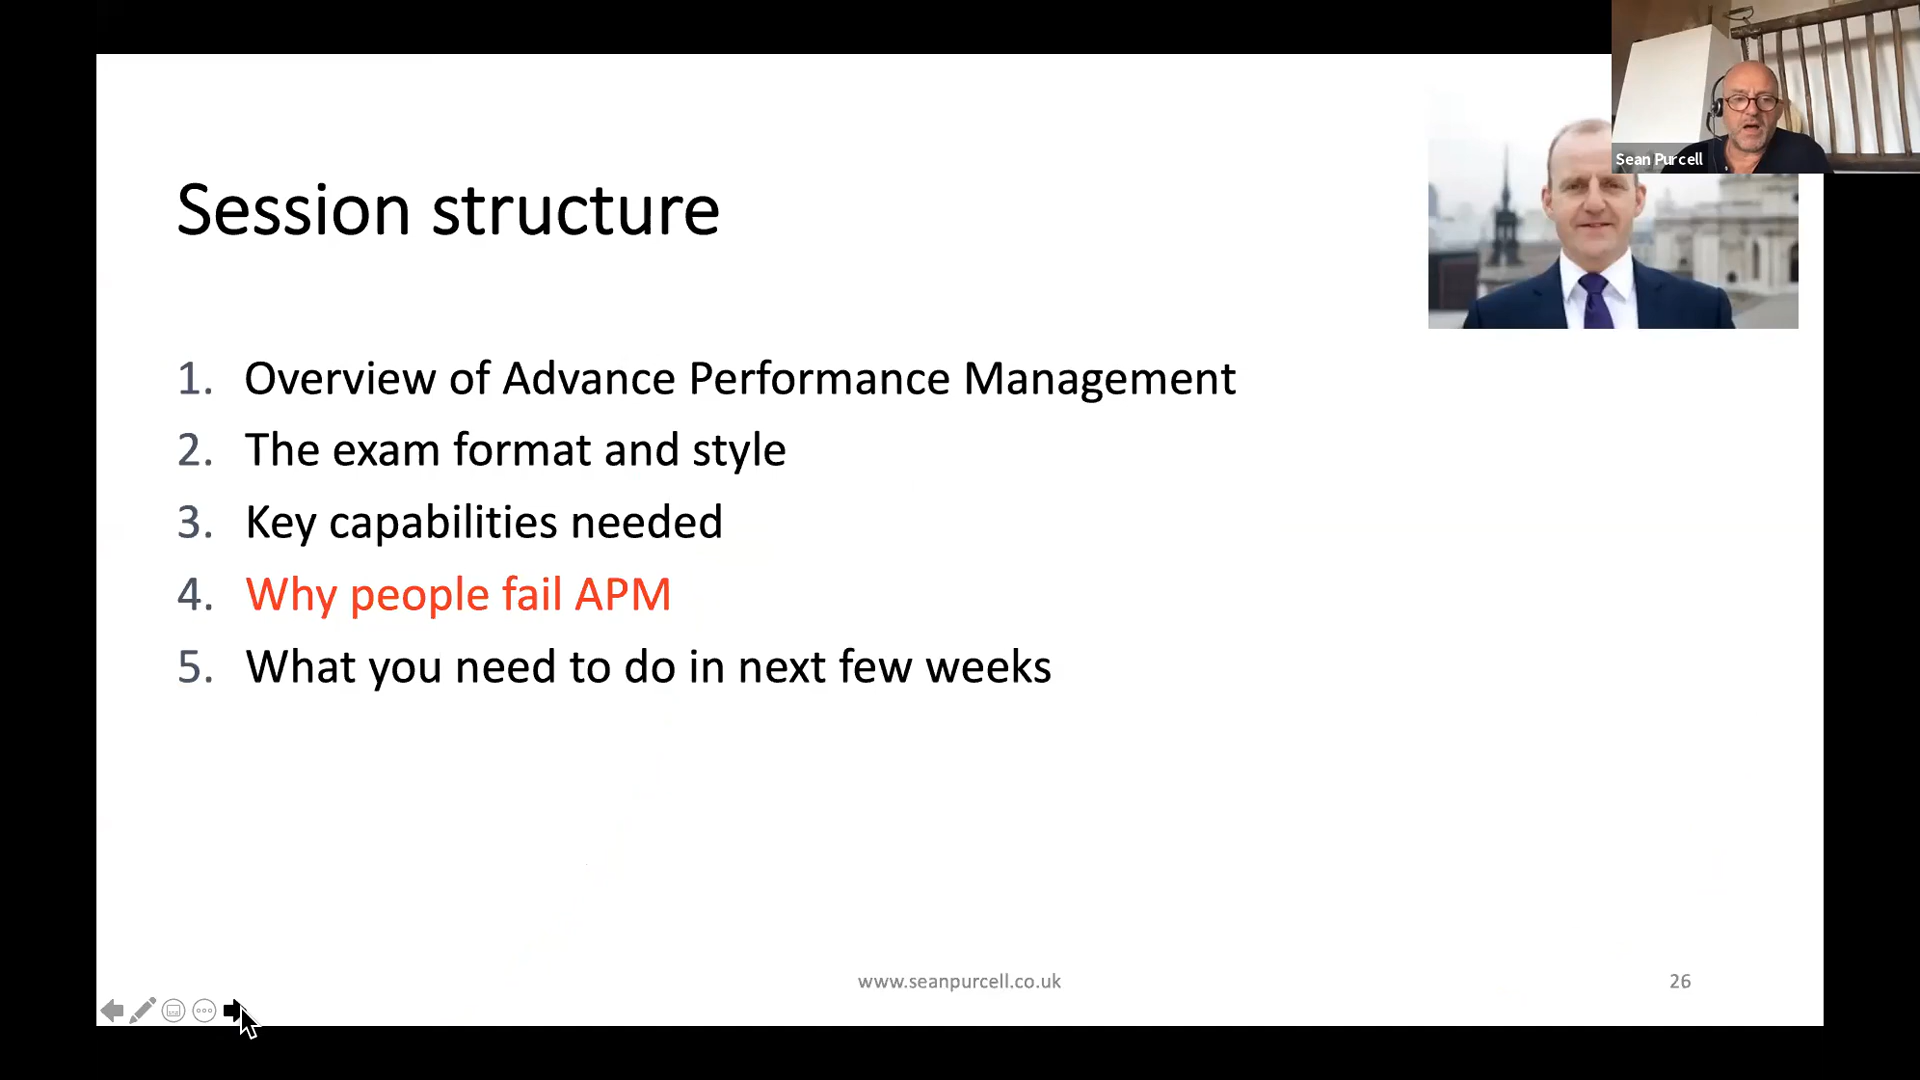 Sean Purcell
Session structure
1. Overview of Advance Performance Management
2. The exam format and style
3. Key capabilities needed
4. Why people fail APM
5. What you need to do in next few weeks
www.seanpurcell.co.uk
26